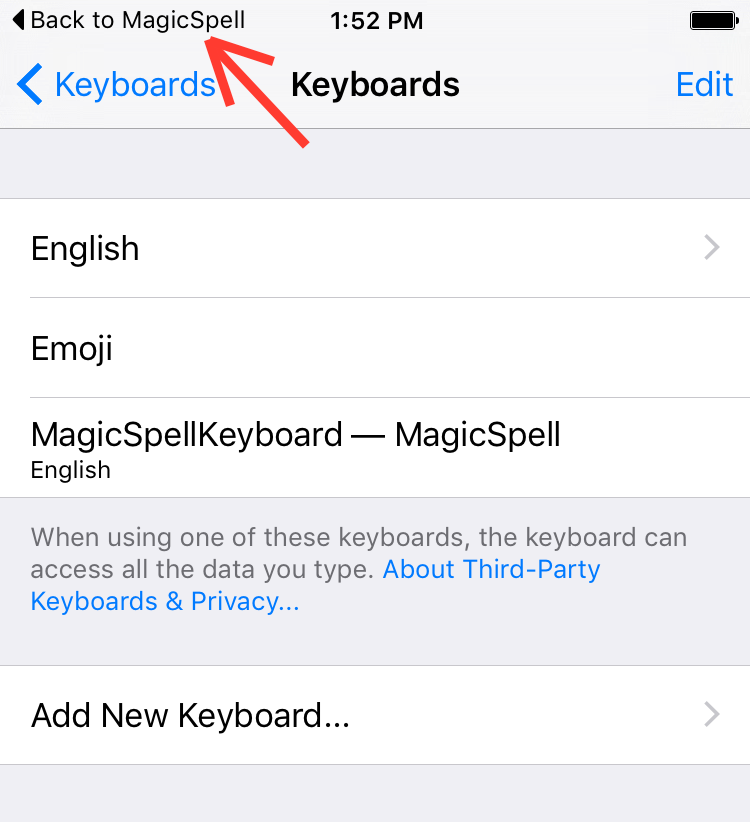 Back to MagicSpell 1:52 PM
Keyboards Keyboards Edit
English
Emoji
MagicSpellKeyboard — MagicSpell
English
When using one of these keyboards, the keyboard can
access all the data you type. About Third-Party
Keyboards & Privacy...
Add New Keyboard...